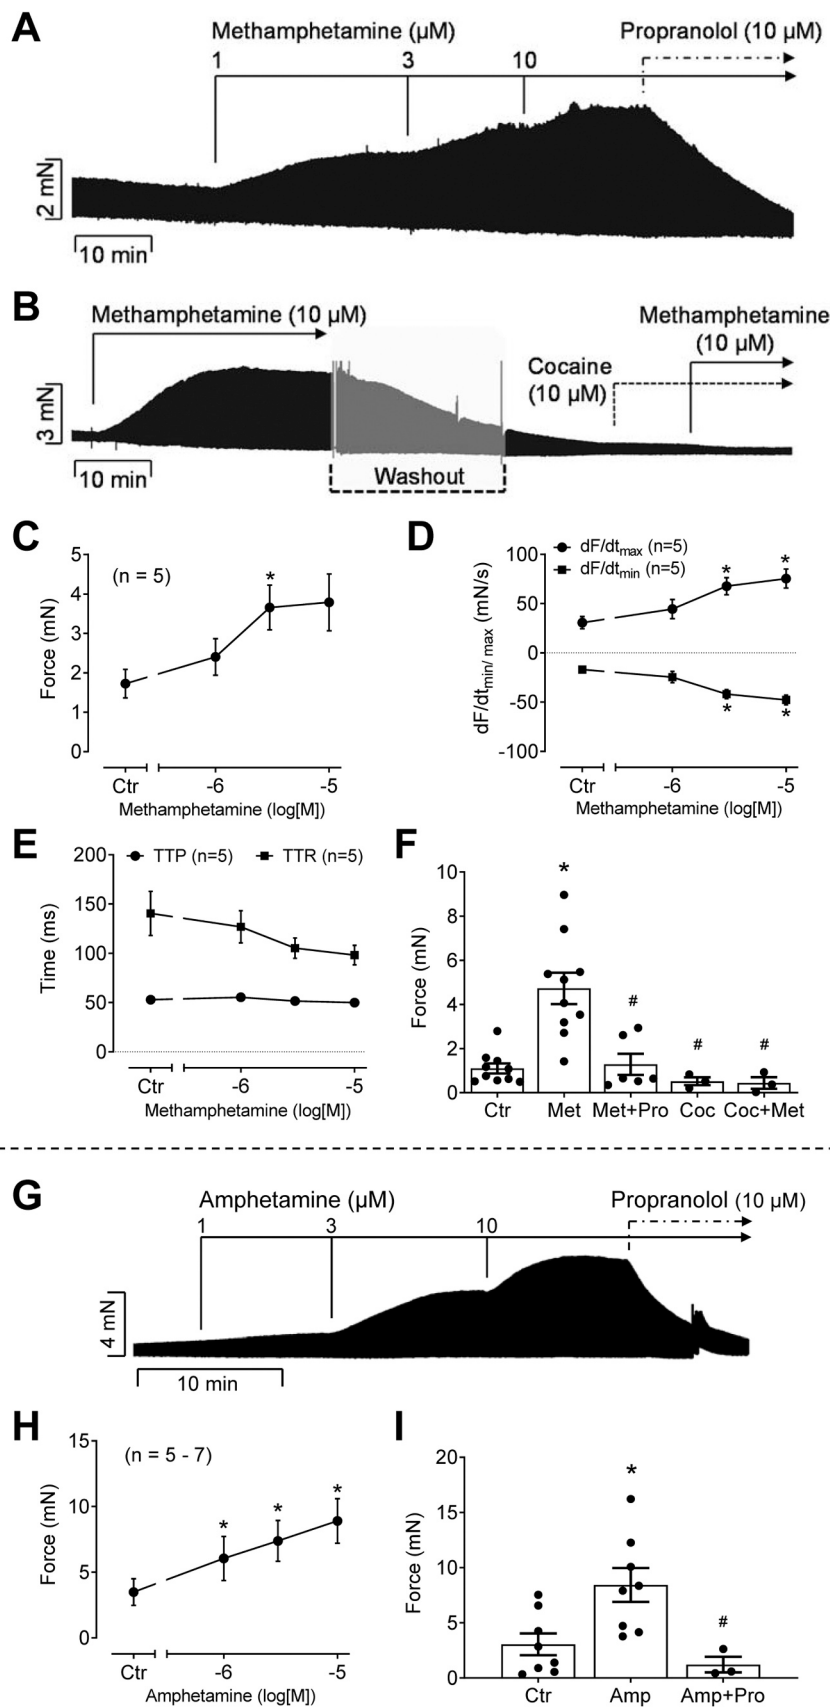 A
Methamphetamine (µM)
Propranolol (10 µM)
1
3
10
2 mN
10 min
B
Methamphetamine (10 µM)
Methamphetamine
(10 µM)
Cocaine
(10 µM)
3 mN
10 min
Washout
C
(n = 5)
*
5
4
3
2
1
0
Force (mN)
Ctr
-6
-5
Methamphetamine (log[M])
D
dF/dtmax (n=5)
dF/dtmin (n=5)
100
50
0
-50
-100
dF/dtmin/ max (mN/s)
*
*
*
*
Ctr
-6
-5
Methamphetamine (log[M])
E
TTP (n=5)
TTR (n=5)
200
150
100
50
0
Time (ms)
Ctr
-6
-5
Methamphetamine (log[M])
F
10
8
6
4
2
0
Force (mN)
*
#
#
#
Ctr
Met
Met+Pro
Coc
Coc+Met
G
Amphetamine (µM)
Propranolol (10 µM)
1
3
10
4 mN
10 min
H
(n = 5 - 7)
15
10
5
0
Force (mN)
*
*
*
Ctr
-6
-5
Amphetamine (log[M])
I
20
15
10
5
0
Force (mN)
*
#
Ctr
Amp
Amp+Pro